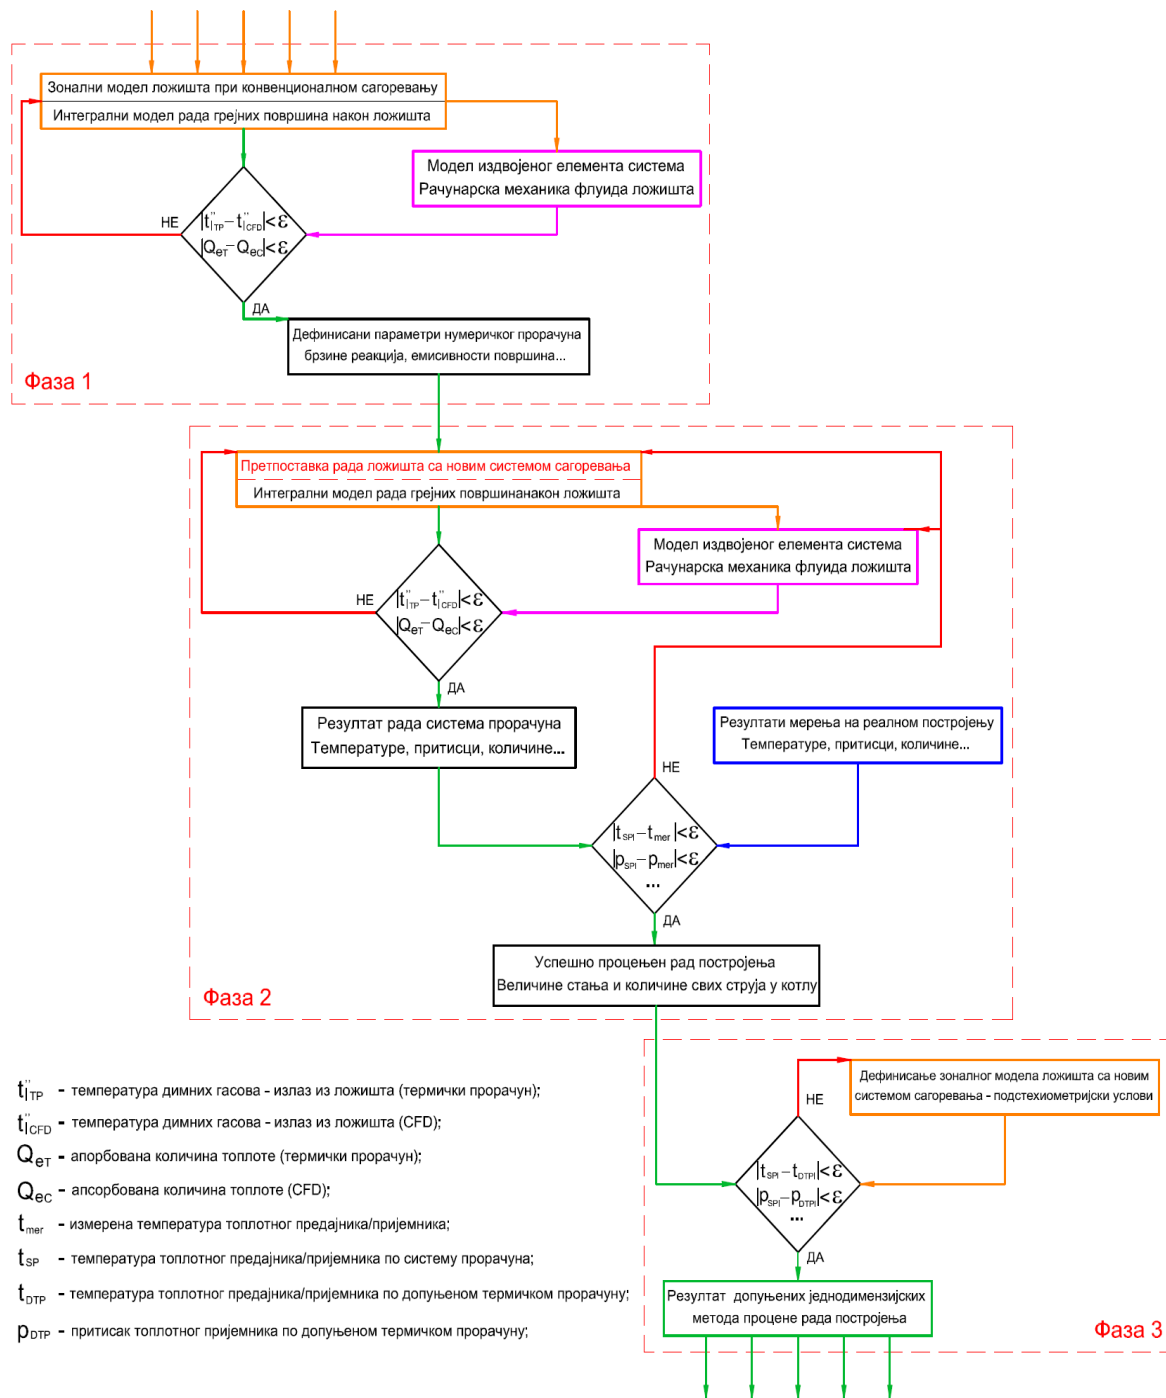 Зонални модел ложишта при конвенционалном сагоревању
Интегрални модел рада грејних површина након ложишта
Модел издвојеног елемента система
Рачунарска механика флуида ложишта
НЕ
|t"|TP – t"|CFD|<ε
|QeT – QeC|<ε
ДА
Дефинисани параметри нумеричког прорачуна
брзине реакција, емисивности површина...
Фаза 1
Претпоставка рада ложишта са новим системом сагоревања
Интегрални модел рада грејних површинанакон ложишта
Модел издвојеног елемента система
Рачунарска механика флуида ложишта
НЕ
|t"|TP – t"|CFD|<ε
|QeT – QeC|<ε
ДА
Резултат рада система прорачуна
Температуре, притисци, количине...
Резултати мерења на реалном постројењу
Температуре, притисци, количине...
НЕ
|tSPI – tmer|<ε
|pSPI – pmer|<ε
...
ДА
Успешно процењен рад постројења
Величине стања и количине свих струја у котлу
Фаза 2
Дефинисање зоналног модела ложишта са новим
системом сагоревања - подстехиометријски услови
НЕ
|tSPI – tDTPI|<ε
|pSPI – pDTPI|<ε
...
ДА
Резултат допуњених једнодимензијских
метода процене рада постројења
Фаза 3
t"|TP - температура димних гасова - излаз из ложишта (термички прорачун);
t"|CFD - температура димних гасова - излаз из ложишта (CFD);
QeT - апорбована количина топлоте (термички прорачун);
QeC - апсорбована количина топлоте (CFD);
tmer - измерена температура топлотног предајника/пријемника;
tSP - температура топлотног предајника/пријемника по систему прорачуна;
tDTP - температура топлотног предајника/пријемника по допуњеном термичком прорачуну;
pDTP - притисак топлотног пријемника по допуњеном термичком прорачуну;